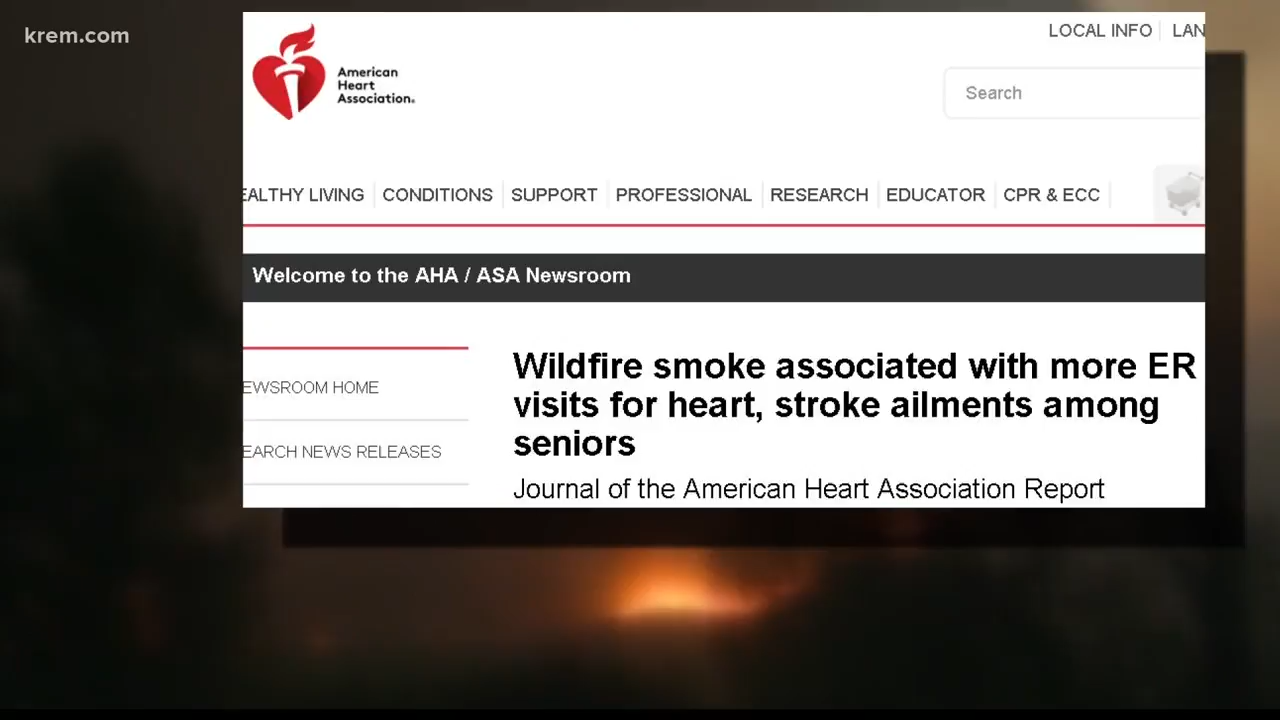 krem.com
LOCAL INFO
LAN
American
Heart
Association.
Search
EALTHY LIVING
CONDITIONS
SUPPORT
PROFESSIONAL
RESEARCH
EDUCATOR
CPR & ECC
Welcome to the AHA / ASA Newsroom
EWSROOM HOME
EARCH NEWS RELEASES
Wildfire smoke associated with more ER
visits for heart, stroke ailments among
seniors
Journal of the American Heart Association Report